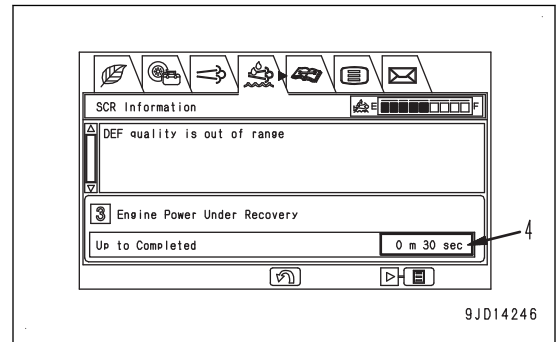 SCR Information
E F
DEF quality is out of range
3 Engine Power Under Recovery
Up to Completed 0 m 30 sec
4
9JD14246